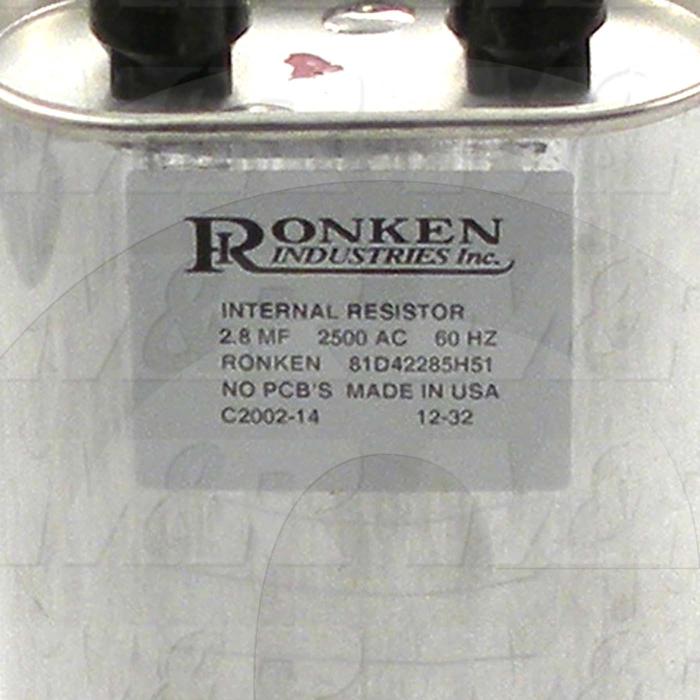 RONKEN
INDUSTRIES Inc.
INTERNAL RESISTOR
2.8 MF 2500 AC 60 HZ
RONKEN 81D42285H51
NO PCB'S MADE IN USA
C2002-14 12-32